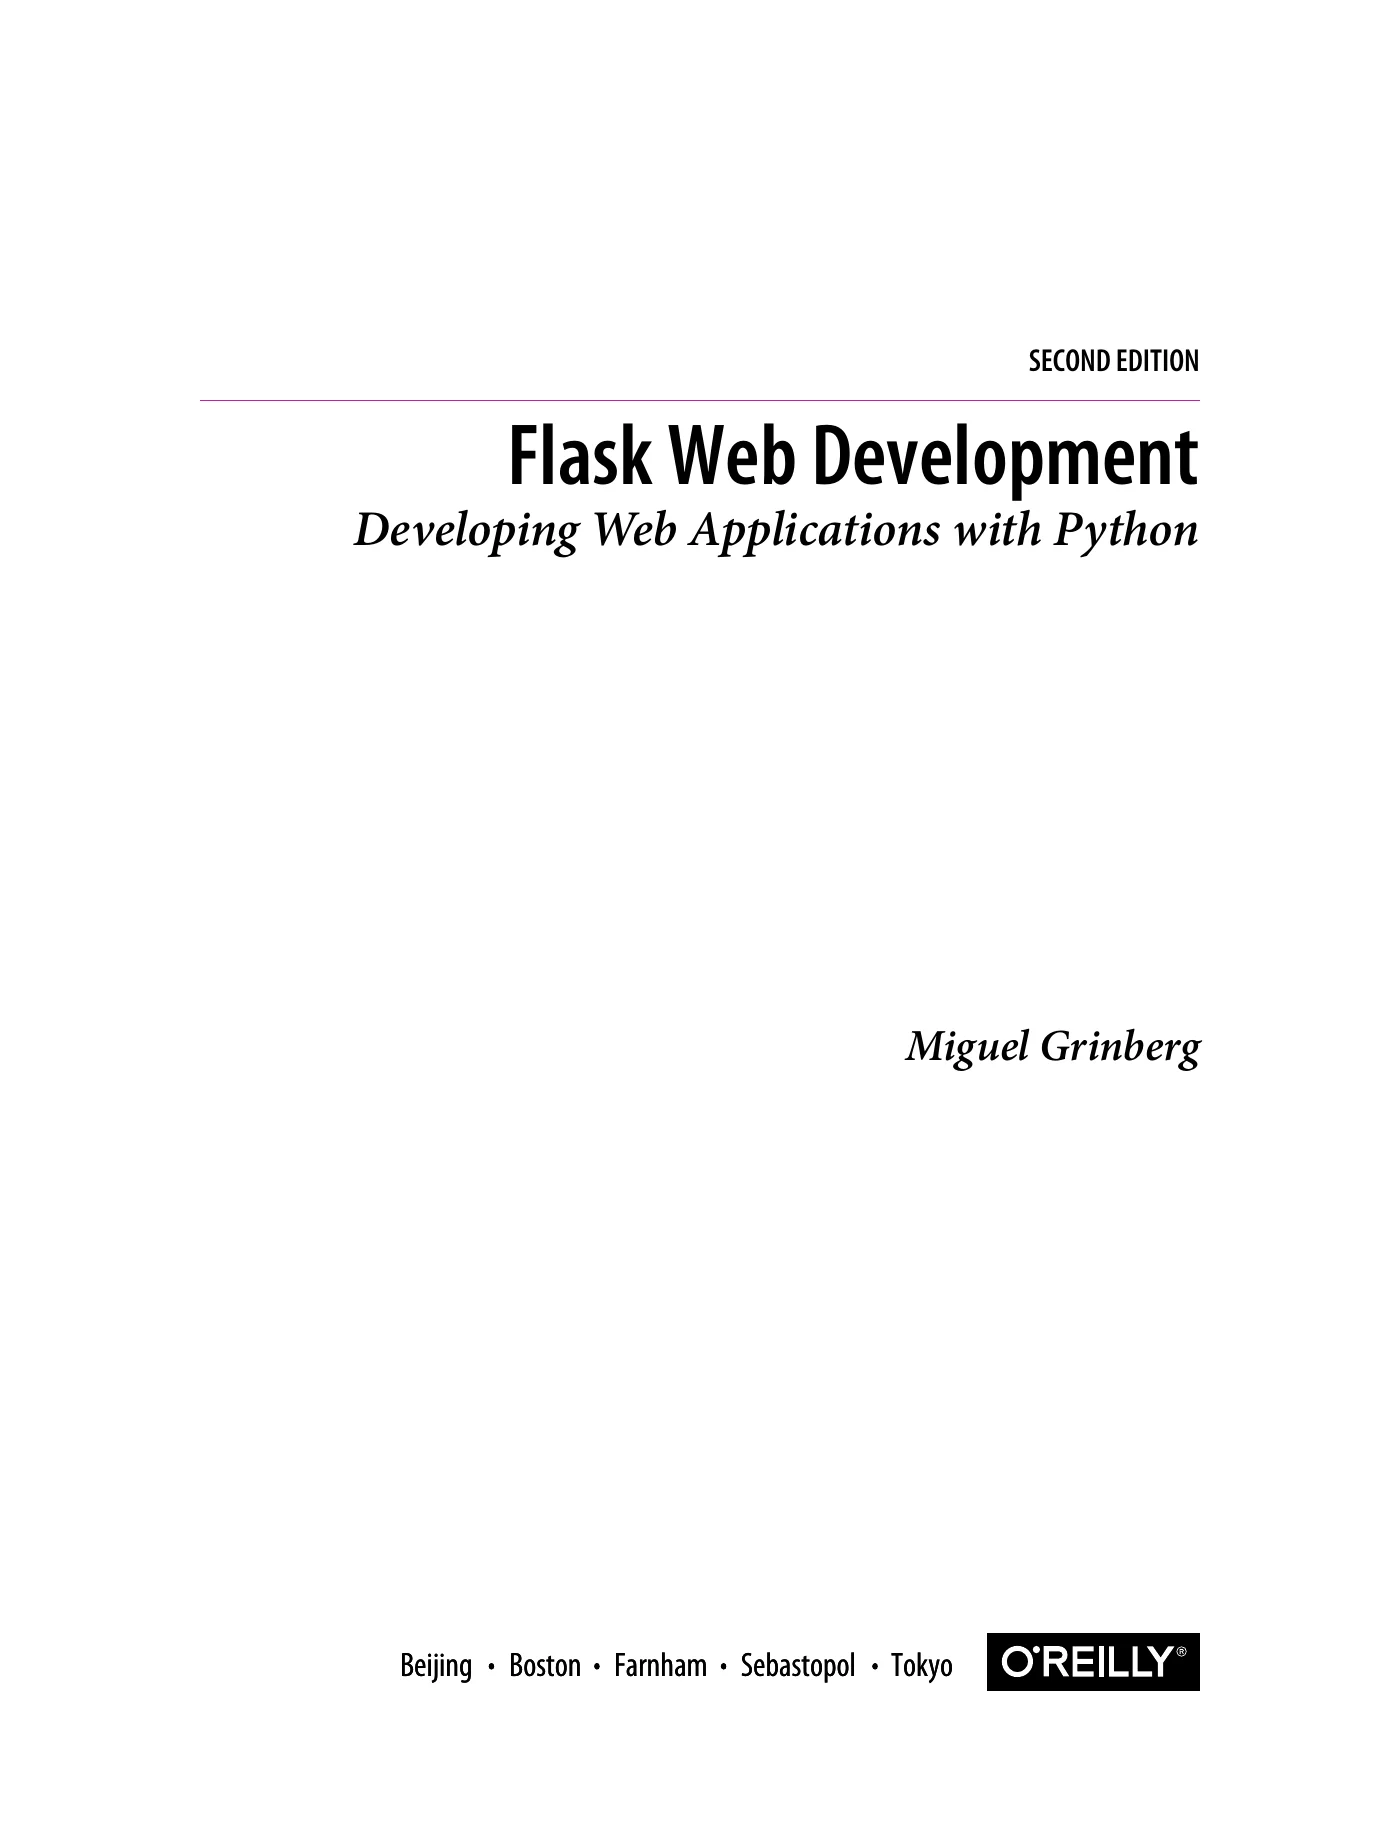 SECOND EDITION
Flask Web Development
Developing Web Applications with Python
Miguel Grinberg
Beijing • Boston • Farnham • Sebastopol • Tokyo O'REILLY®